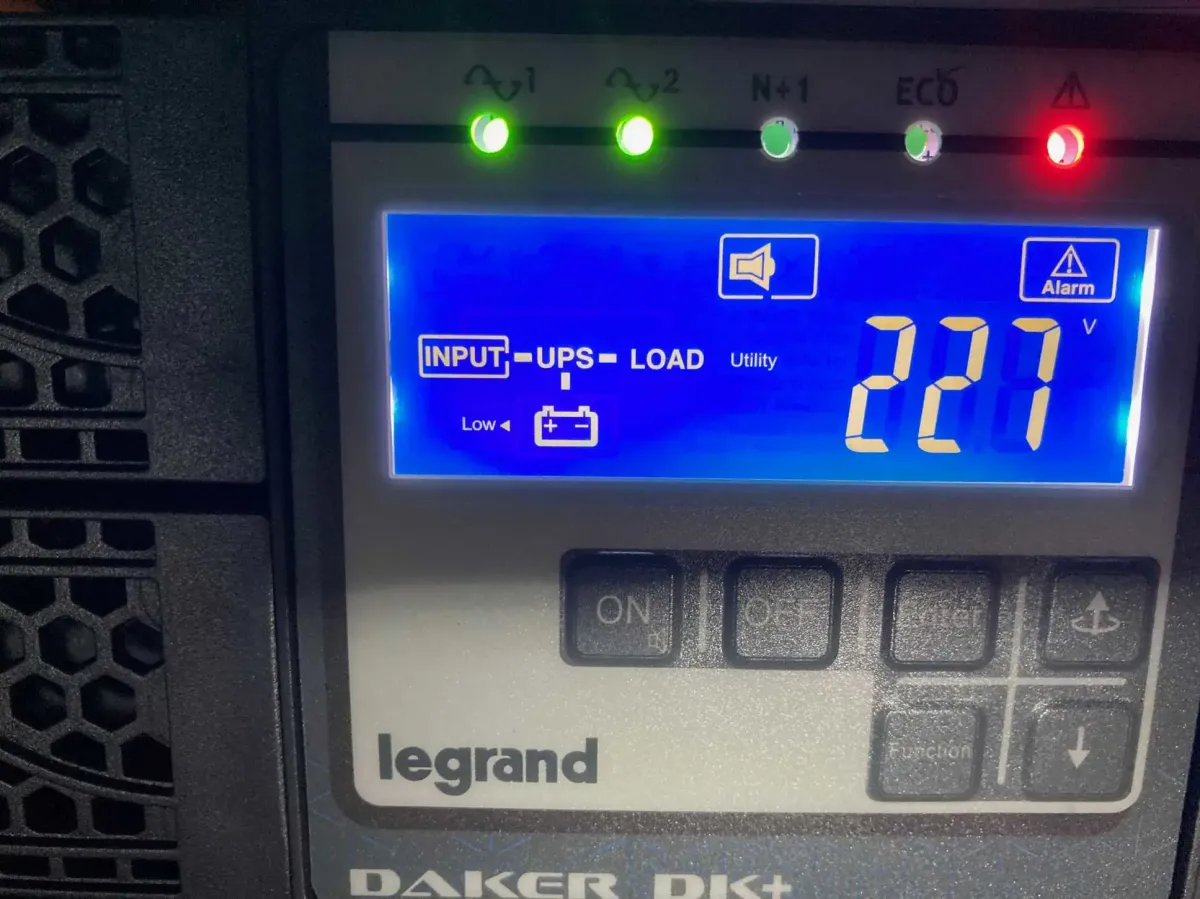 1 2 N+1 ECO
Alarm
INPUT UPS LOAD Utility 227 V
Low
+ -
ON OFF Enter
Function
legrand
DAKER DK+